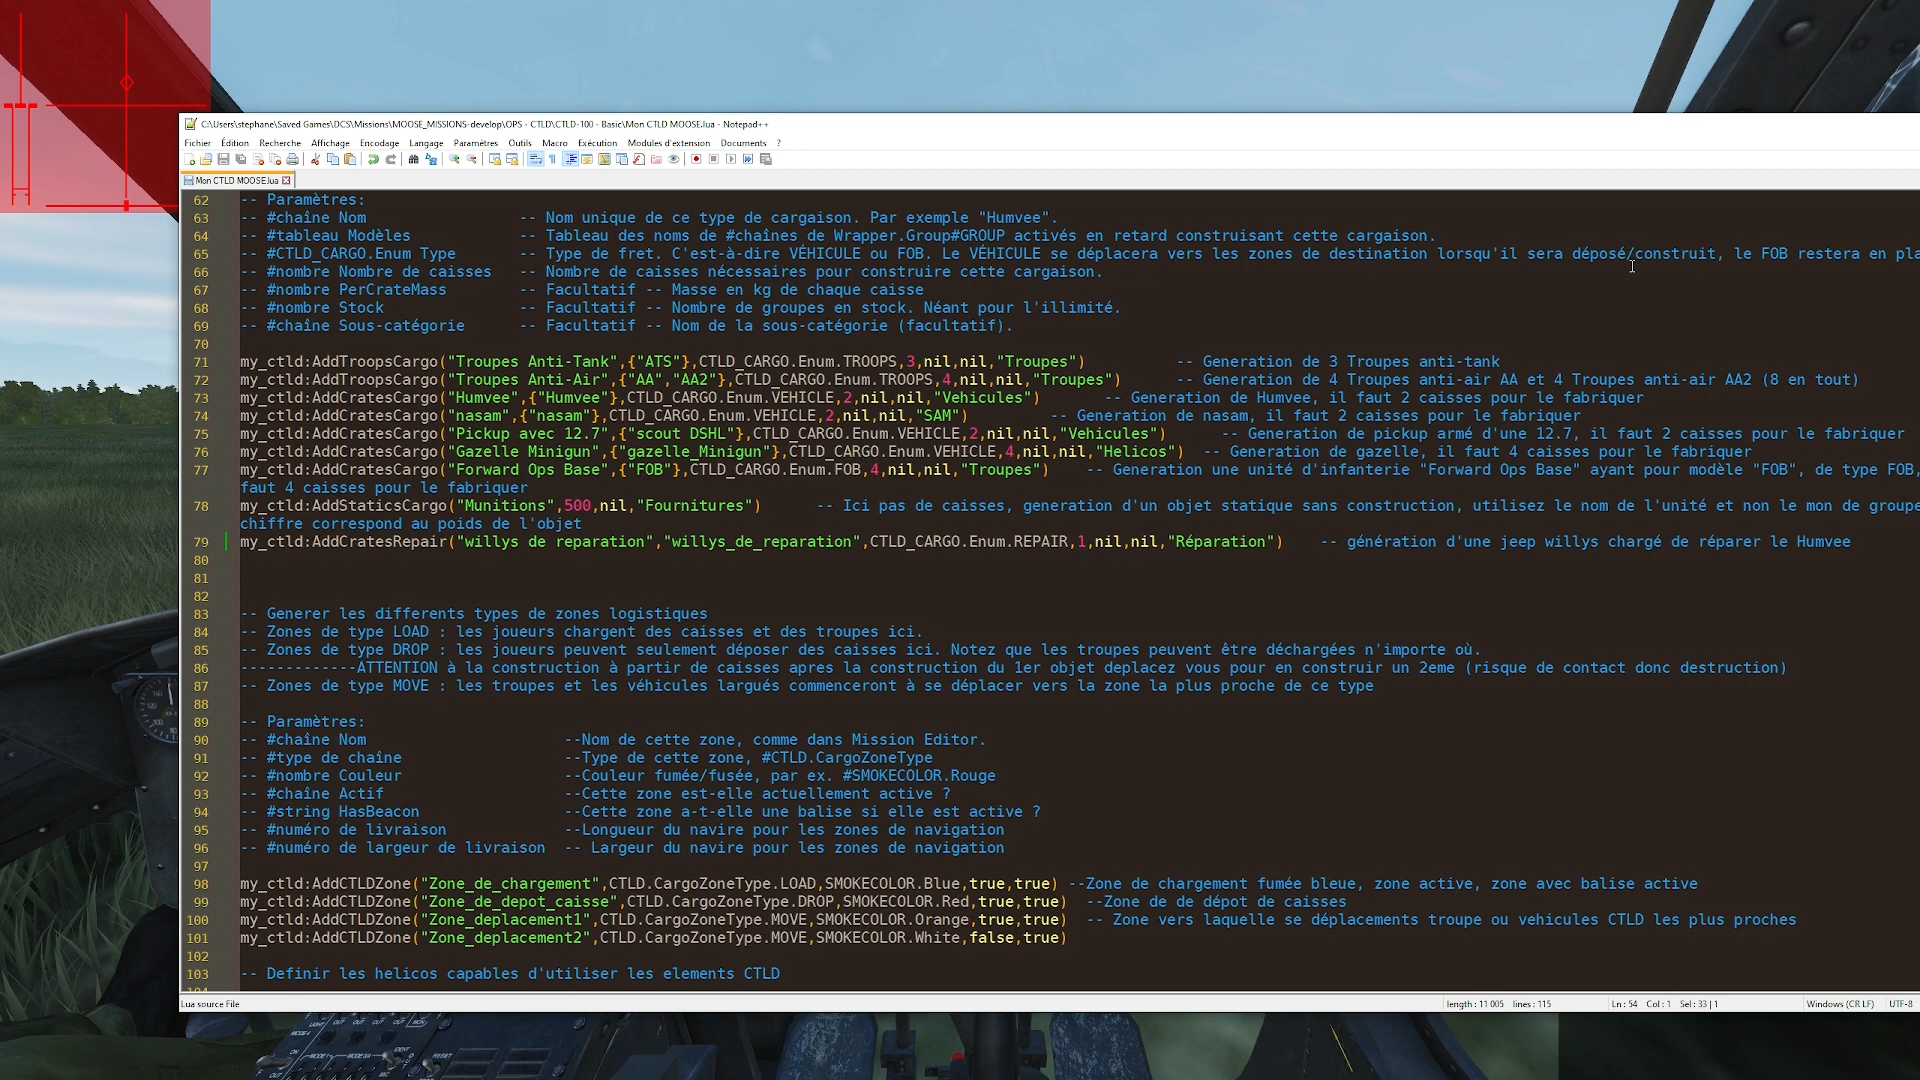 C:\Users\stephane\Saved Games\DCS\Missions\MOOSE_MISSIONS-develop\OPS - CTLD\CTLD-100 - Basic\Mon CTLD MOOSE.lua - Notepad++
Fichier Édition Recherche Affichage Encodage Langage Paramètres Outils Macro Exécution Modules d'extension Documents ?
Mon CTLD MOOSE.lua
62 -- Paramètres:
63 -- #chaîne Nom -- Nom unique de ce type de cargaison. Par exemple "Humvee".
64 -- #tableau Modèles -- Tableau des noms de #chaînes de Wrapper.Group#GROUP activés en retard construisant cette cargaison.
65 -- #CTLD_CARGO.Enum Type -- Type de fret. C'est-à-dire VÉHICULE ou FOB. Le VÉHICULE se déplacera vers les zones de destination lorsqu'il sera déposé/construit, le FOB restera en pla
66 -- #nombre Nombre de caisses -- Nombre de caisses nécessaires pour construire cette cargaison.
67 -- #nombre PerCrateMass -- Facultatif -- Masse en kg de chaque caisse
68 -- #nombre Stock -- Facultatif -- Nombre de groupes en stock. Néant pour l'illimité.
69 -- #chaîne Sous-catégorie -- Facultatif -- Nom de la sous-catégorie (facultatif).
70
71 my_ctld:AddTroopsCargo("Troupes Anti-Tank",{"ATS"},CTLD_CARGO.Enum.TROOPS,3,nil,nil,"Troupes") -- Generation de 3 Troupes anti-tank
72 my_ctld:AddTroopsCargo("Troupes Anti-Air",{"AA","AA2"},CTLD_CARGO.Enum.TROOPS,4,nil,nil,"Troupes") -- Generation de 4 Troupes anti-air AA et 4 Troupes anti-air AA2 (8 en tout)
73 my_ctld:AddCratesCargo("Humvee",{"Humvee"},CTLD_CARGO.Enum.VEHICLE,2,nil,nil,"Vehicules") -- Generation de Humvee, il faut 2 caisses pour le fabriquer
74 my_ctld:AddCratesCargo("nasam",{"nasam"},CTLD_CARGO.Enum.VEHICLE,2,nil,nil,"SAM") -- Generation de nasam, il faut 2 caisses pour le fabriquer
75 my_ctld:AddCratesCargo("Pickup avec 12.7",{"scout DSHL"},CTLD_CARGO.Enum.VEHICLE,2,nil,nil,"Vehicules") -- Generation de pickup armé d'une 12.7, il faut 2 caisses pour le fabriquer
76 my_ctld:AddCratesCargo("Gazelle Minigun",{"gazelle_Minigun"},CTLD_CARGO.Enum.VEHICLE,4,nil,nil,"Helicos") -- Generation de gazelle, il faut 4 caisses pour le fabriquer
77 my_ctld:AddCratesCargo("Forward Ops Base",{"FOB"},CTLD_CARGO.Enum.FOB,4,nil,nil,"Troupes") -- Generation une unité d'infanterie "Forward Ops Base" ayant pour modèle "FOB", de type FOB,
faut 4 caisses pour le fabriquer
78 my_ctld:AddStaticsCargo("Munitions",500,nil,"Fournitures") -- Ici pas de caisses, generation d'un objet statique sans construction, utilisez le nom de l'unité et non le mon de groupe
chiffre correspond au poids de l'objet
79 my_ctld:AddCratesRepair("willys de reparation","willys_de_reparation",CTLD_CARGO.Enum.REPAIR,1,nil,nil,"Réparation") -- génération d'une jeep willys chargé de réparer le Humvee
80
81
82
83 -- Generer les differents types de zones logistiques
84 -- Zones de type LOAD : les joueurs chargent des caisses et des troupes ici.
85 -- Zones de type DROP : les joueurs peuvent seulement déposer des caisses ici. Notez que les troupes peuvent être déchargées n'importe où.
86 -------------ATTENTION à la construction à partir de caisses apres la construction du 1er objet deplacez vous pour en construir un 2eme (risque de contact donc destruction)
87 -- Zones de type MOVE : les troupes et les véhicules largués commenceront à se déplacer vers la zone la plus proche de ce type
88
89 -- Paramètres:
90 -- #chaîne Nom --Nom de cette zone, comme dans Mission Editor.
91 -- #type de chaîne --Type de cette zone, #CTLD.CargoZoneType
92 -- #nombre Couleur --Couleur fumée/fusée, par ex. #SMOKECOLOR.Rouge
93 -- #chaîne Actif --Cette zone est-elle actuellement active ?
94 -- #string HasBeacon --Cette zone a-t-elle une balise si elle est active ?
95 -- #numéro de livraison --Longueur du navire pour les zones de navigation
96 -- #numéro de largeur de livraison -- Largeur du navire pour les zones de navigation
97
98 my_ctld:AddCTLDZone("Zone_de_chargement",CTLD.CargoZoneType.LOAD,SMOKECOLOR.Blue,true,true) --Zone de chargement fumée bleue, zone active, zone avec balise active
99 my_ctld:AddCTLDZone("Zone_de_depot_caisse",CTLD.CargoZoneType.DROP,SMOKECOLOR.Red,true,true) --Zone de de dépot de caisses
100 my_ctld:AddCTLDZone("Zone_deplacement1",CTLD.CargoZoneType.MOVE,SMOKECOLOR.Orange,true,true) -- Zone vers laquelle se déplacements troupe ou vehicules CTLD les plus proches
101 my_ctld:AddCTLDZone("Zone_deplacement2",CTLD.CargoZoneType.MOVE,SMOKECOLOR.White,false,true)
102
103 -- Definir les helicos capables d'utiliser les elements CTLD
Lua source File length : 11 005 lines : 115 Ln : 54 Col : 1 Sel : 33 | 1 Windows (CR LF) UTF-8